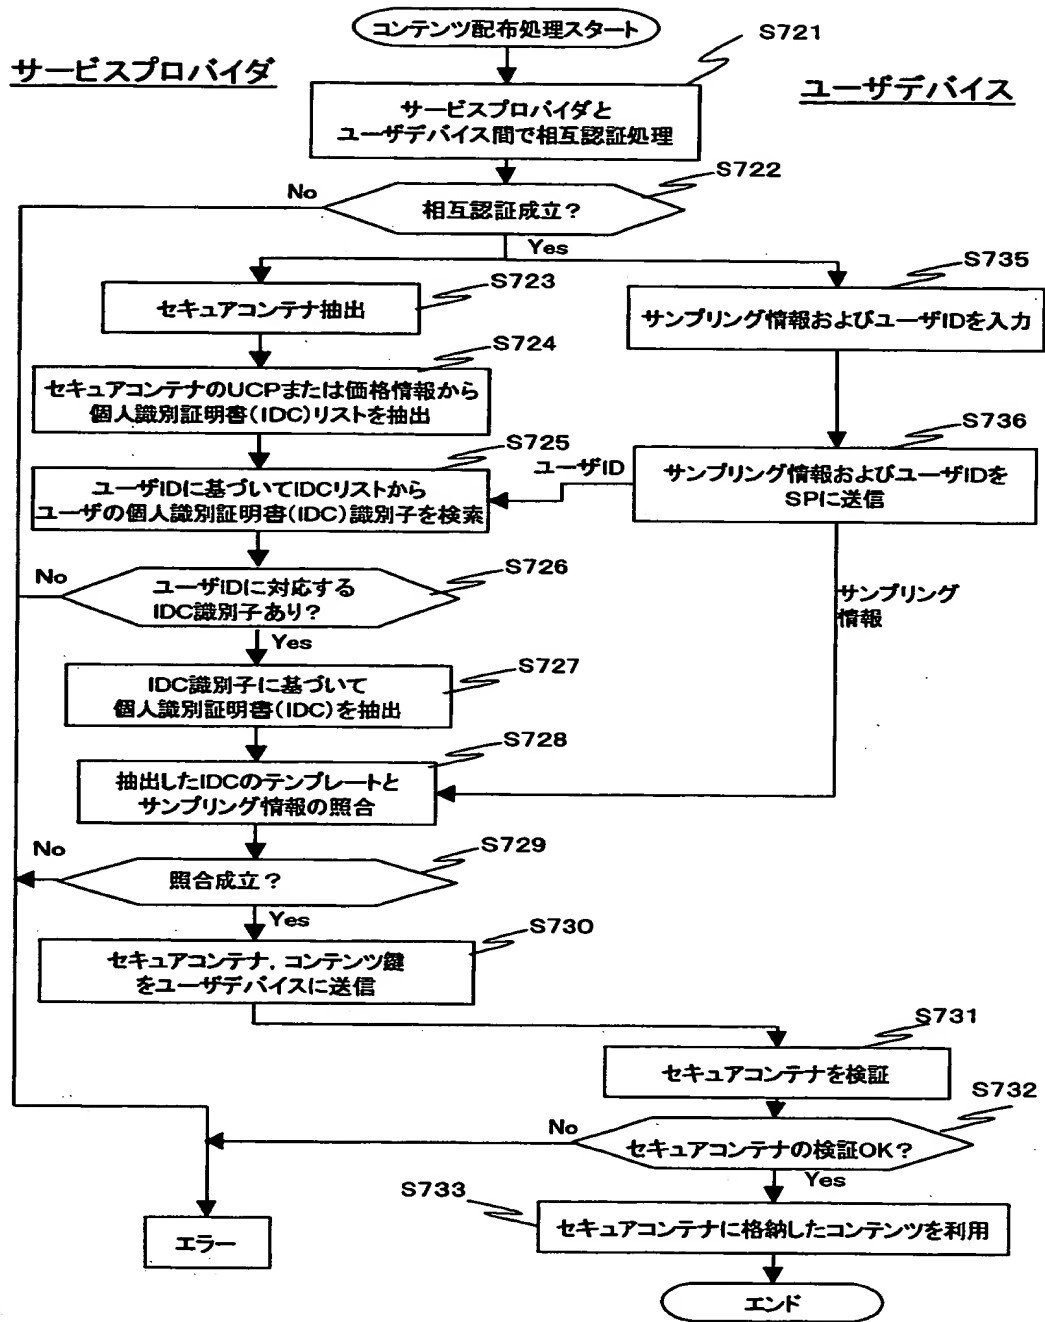 コンテンツ配布処理スタート
S721
サービスプロバイダ
ユーザデバイス
サービスプロバイダと
ユーザデバイス間で相互認証処理
S722
No
相互認証成立?
Yes
S723
S735
セキュアコンテナ抽出
サンプリング情報およびユーザIDを入力
S724
セキュアコンテナのUCPまたは価格情報から
個人識別証明書(IDC)リストを抽出
S725
S736
ユーザID
ユーザIDに基づいてIDCリストから
ユーザの個人識別証明書(IDC)識別子を検索
サンプリング情報およびユーザIDを
SPに送信
S726
No
ユーザIDに対応する
IDC識別子あり?
サンプリング
情報
Yes
S727
IDC識別子に基づいて
個人識別証明書(IDC)を抽出
S728
抽出したIDCのテンプレートと
サンプリング情報の照合
S729
No
照合成立?
Yes
S730
セキュアコンテナ,コンテンツ鍵
をユーザデバイスに送信
S731
セキュアコンテナを検証
S732
No
セキュアコンテナの検証OK?
Yes
S733
セキュアコンテナに格納したコンテンツを利用
エラー
エンド